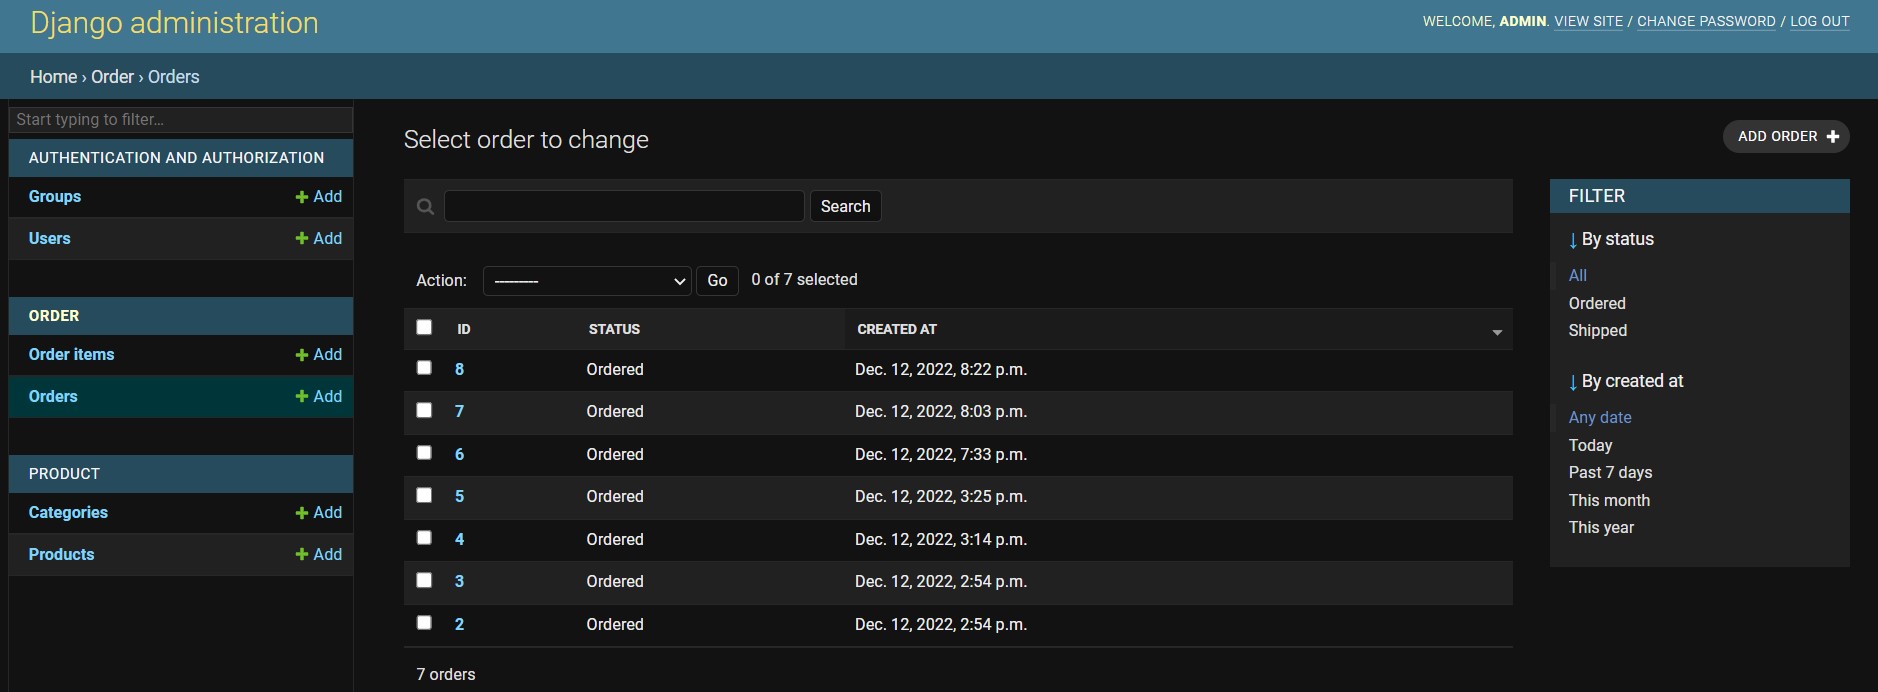 Django administration
WELCOME, ADMIN. VIEW SITE / CHANGE PASSWORD / LOG OUT
Home › Order › Orders
Start typing to filter...
AUTHENTICATION AND AUTHORIZATION
Groups + Add
Users + Add
ORDER
Order items + Add
Orders + Add
PRODUCT
Categories + Add
Products + Add
Select order to change
ADD ORDER +
Search
Action: --------- Go 0 of 7 selected
ID STATUS CREATED AT
8 Ordered Dec. 12, 2022, 8:22 p.m.
7 Ordered Dec. 12, 2022, 8:03 p.m.
6 Ordered Dec. 12, 2022, 7:33 p.m.
5 Ordered Dec. 12, 2022, 3:25 p.m.
4 Ordered Dec. 12, 2022, 3:14 p.m.
3 Ordered Dec. 12, 2022, 2:54 p.m.
2 Ordered Dec. 12, 2022, 2:54 p.m.
7 orders
FILTER
↓ By status
All
Ordered
Shipped
↓ By created at
Any date
Today
Past 7 days
This month
This year